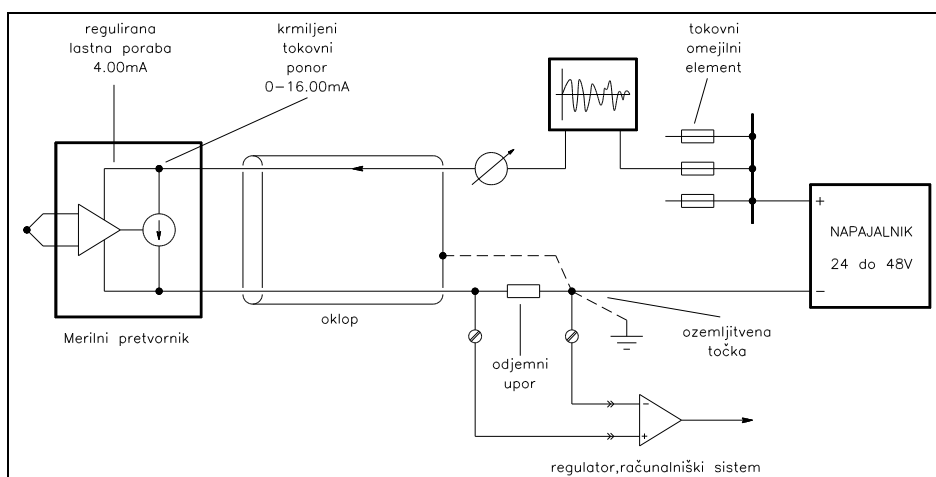 regulirana
lastna poraba
4.00mA
krmiljeni
tokovni
ponor
0-16.00mA
tokovni
omejilni
element
+
NAPAJALNIK
24 do 48V
−
oklop
Merilni pretvornik
odjemni
upor
ozemljitvena
točka
−
+
regulator,računalniški sistem